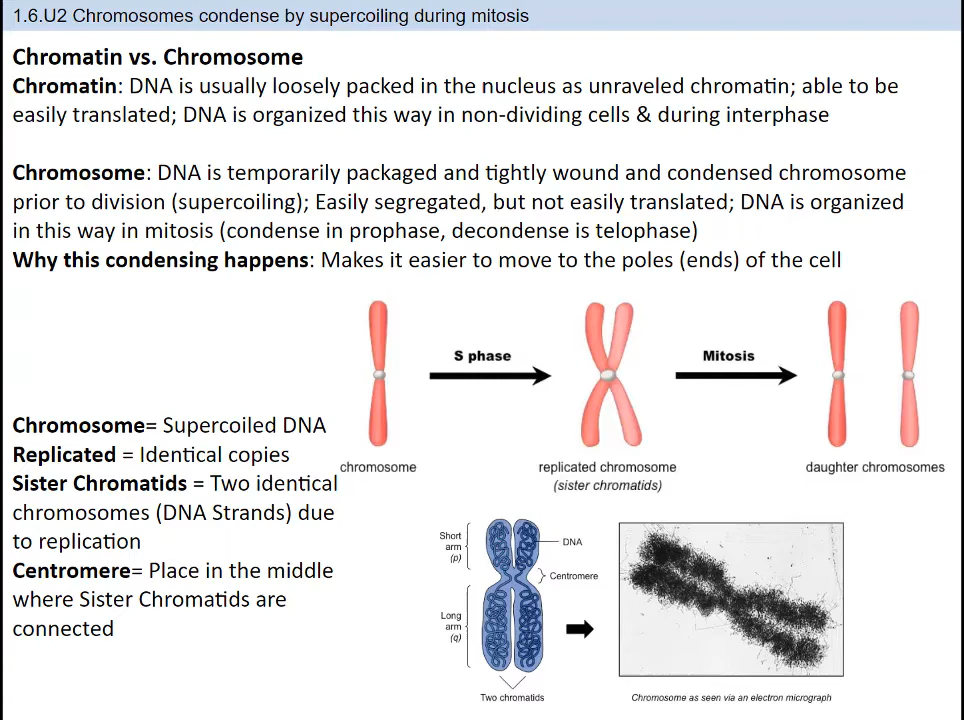 1.6.U2 Chromosomes condense by supercoiling during mitosis
Chromatin vs. Chromosome
Chromatin: DNA is usually loosely packed in the nucleus as unraveled chromatin; able to be
easily translated; DNA is organized this way in non-dividing cells & during interphase
Chromosome: DNA is temporarily packaged and tightly wound and condensed chromosome
prior to division (supercoiling); Easily segregated, but not easily translated; DNA is organized
in this way in mitosis (condense in prophase, decondense is telophase)
Why this condensing happens: Makes it easier to move to the poles (ends) of the cell
S phase
Mitosis
chromosome
replicated chromosome
(sister chromatids)
daughter chromosomes
Chromosome= Supercoiled DNA
Replicated = Identical copies
Sister Chromatids = Two identical
chromosomes (DNA Strands) due
to replication
Centromere= Place in the middle
where Sister Chromatids are
connected
Short
arm
(p)
DNA
Centromere
Long
arm
(q)
Two chromatids
Chromosome as seen via an electron micrograph